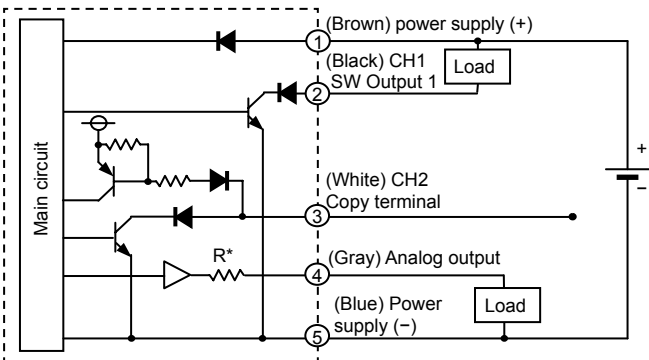 (Brown) power supply (+)
1
(Black) CH1
SW Output 1
Load
2
+
−
Main circuit
(White) CH2
Copy terminal
3
R*
(Gray) Analog output
4
(Blue) Power
supply (−)
Load
5